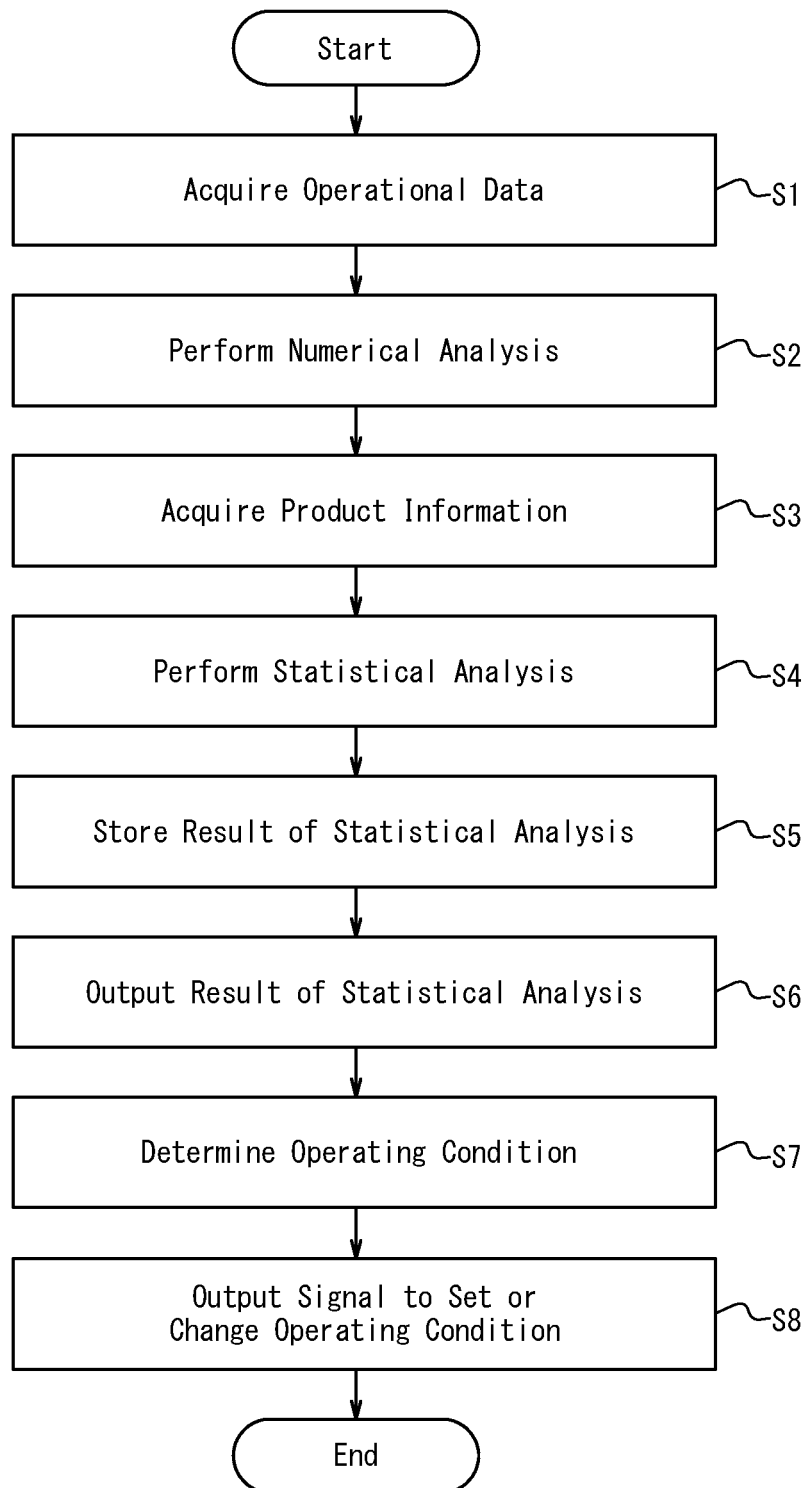 Start
Acquire Operational Data
S1
Perform Numerical Analysis
S2
Acquire Product Information
S3
Perform Statistical Analysis
S4
Store Result of Statistical Analysis
S5
Output Result of Statistical Analysis
S6
Determine Operating Condition
S7
Output Signal to Set or
Change Operating Condition
S8
End